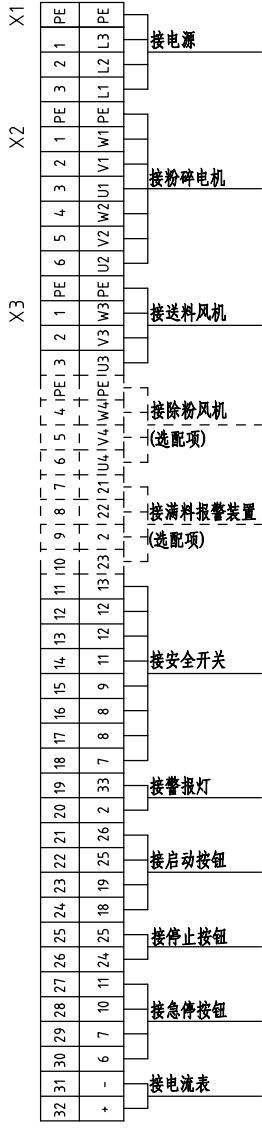 X1
PE PE
1 L3 接电源
2 L2
3 L1
X2
PE PE
1 W1
2 V1
3 U1 接粉碎电机
4 W2
5 V2
6 U2
X3
PE PE
1 W3 接送料风机
2 V3
3 U3
PE PE
4 W4 接除粉风机
5 V4 (选配项)
6 U4
7 21
8 22 接满料报警装置
9 2 (选配项)
10 23
11 13
12 12
13 12
14 11 接安全开关
15 9
16 8
17 8
18 7
19 33 接警报灯
20 2
21 26
22 25 接启动按钮
23 19
24 18
25 25 接停止按钮
26 24
27 11
28 10 接急停按钮
29 7
30 6
31 - 接电流表
32 +